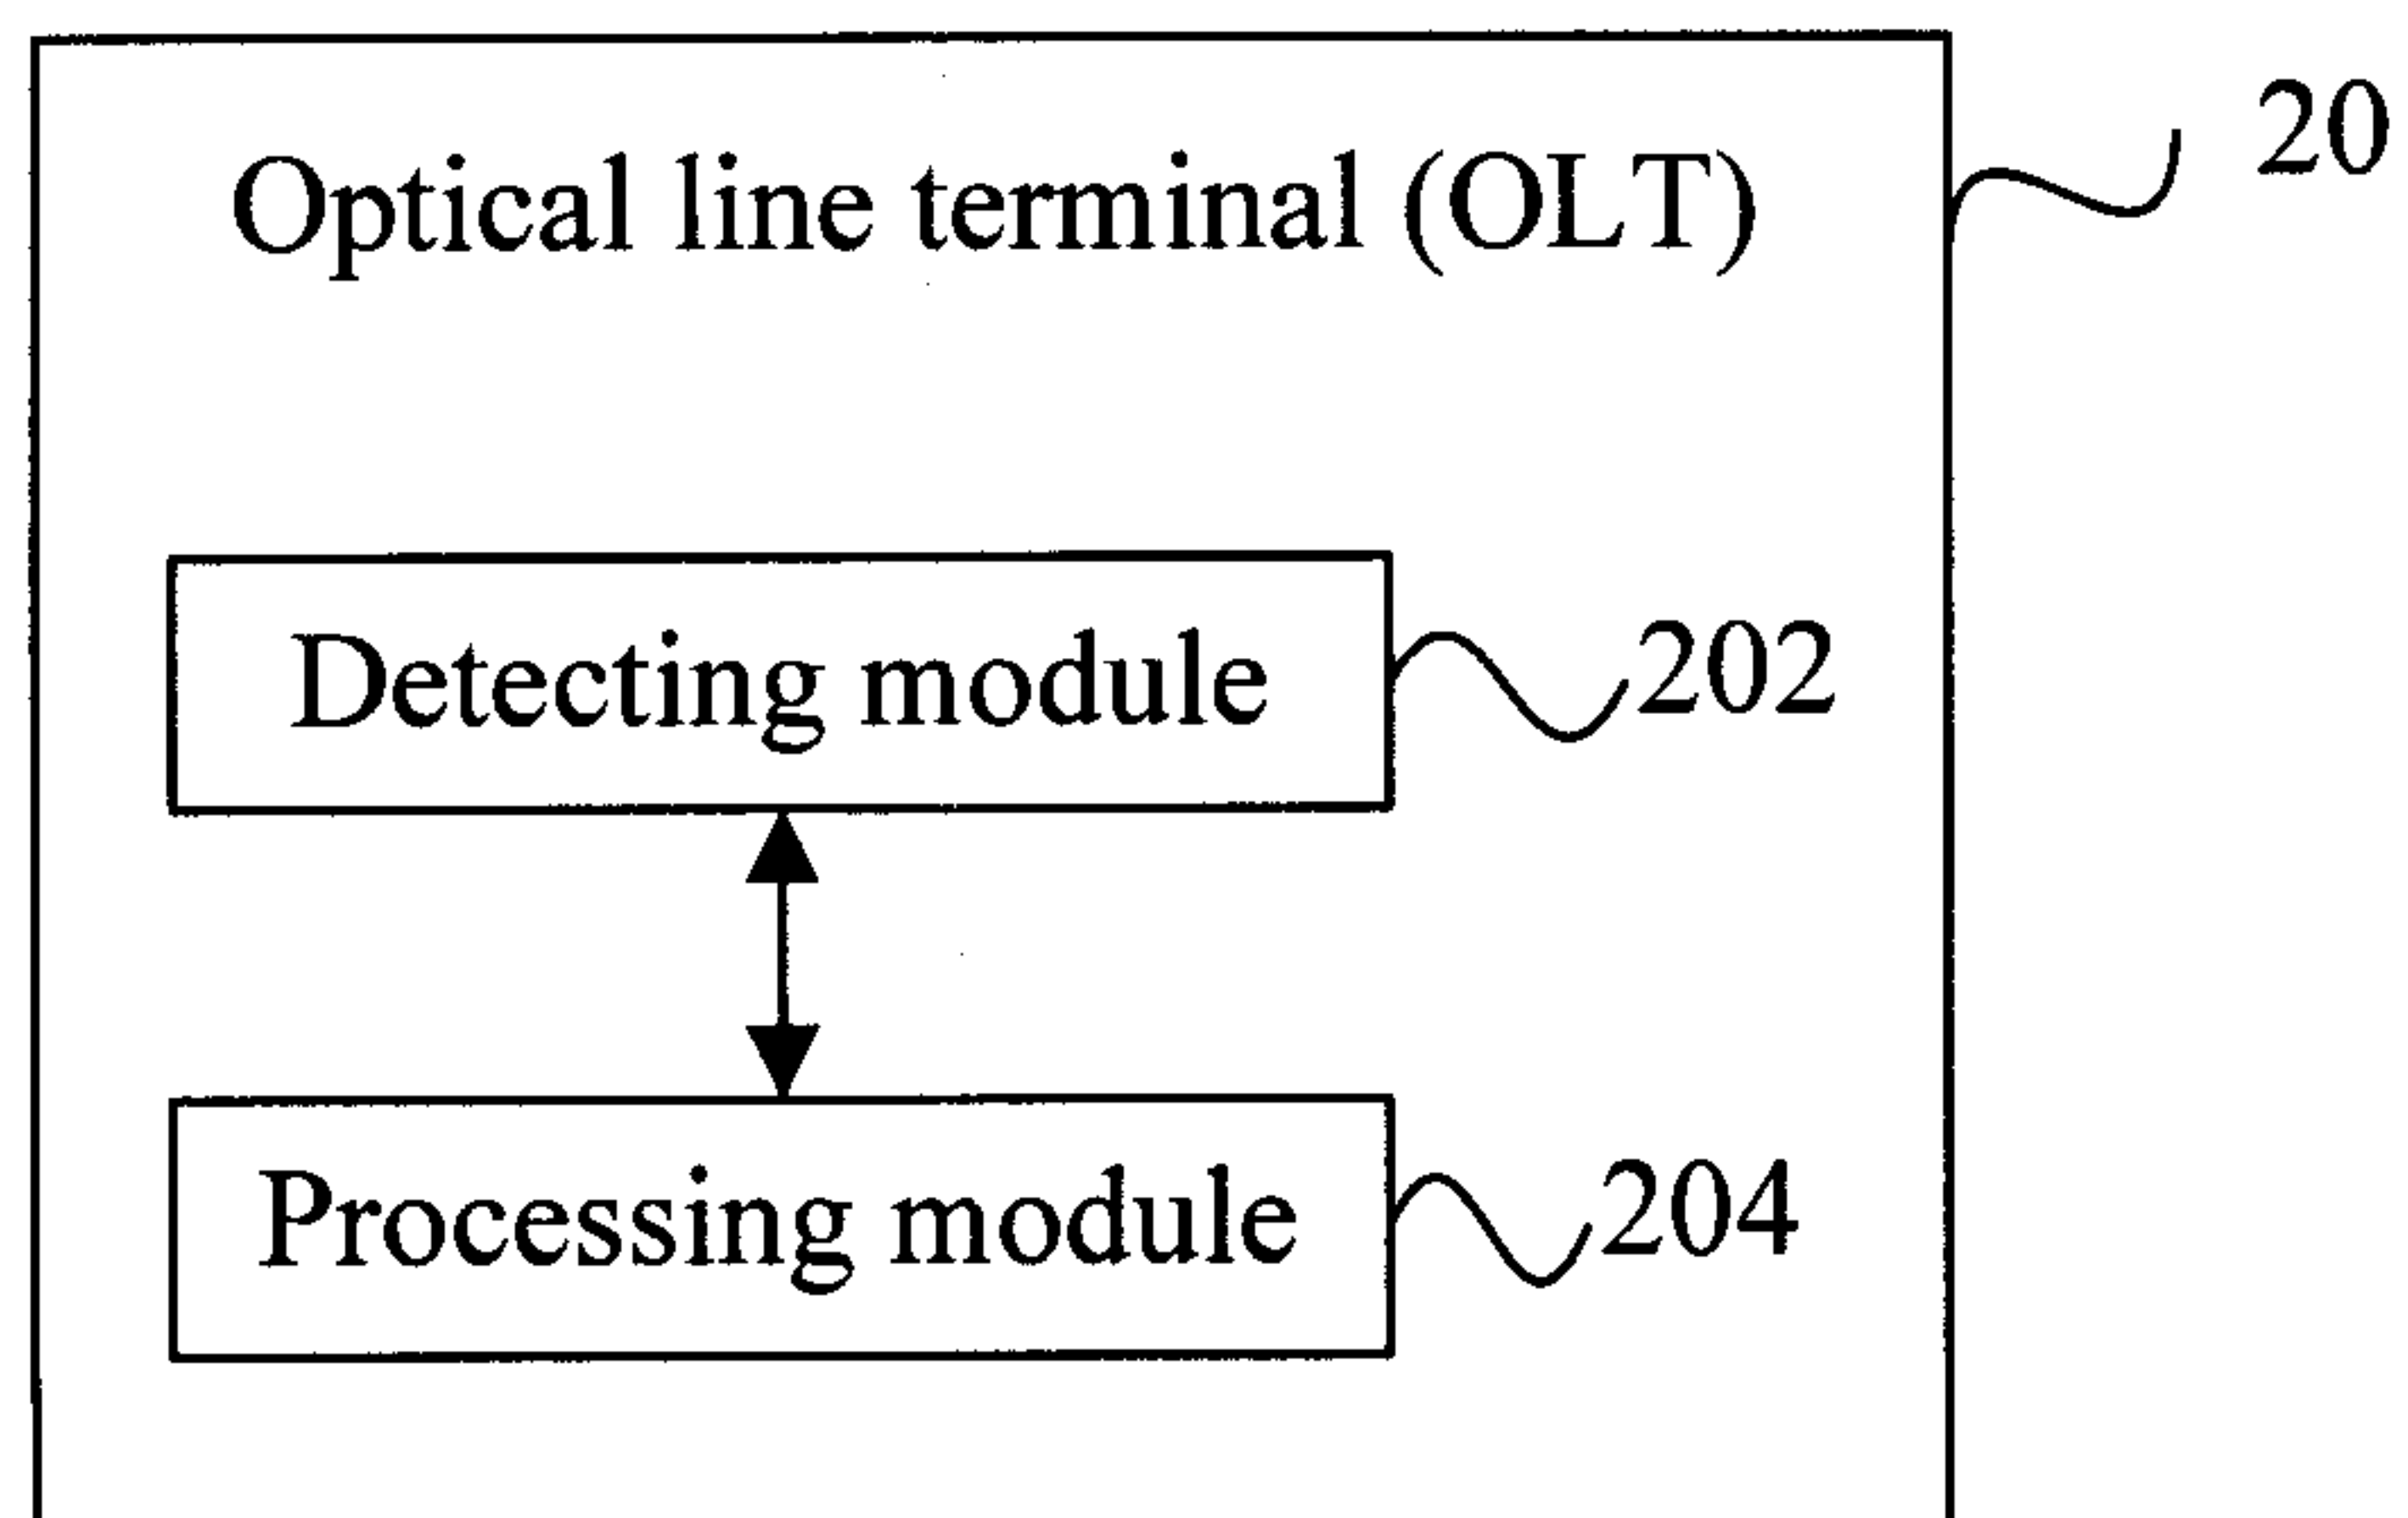 Optical line terminal (OLT)
20
Detecting module
202
Processing module
204